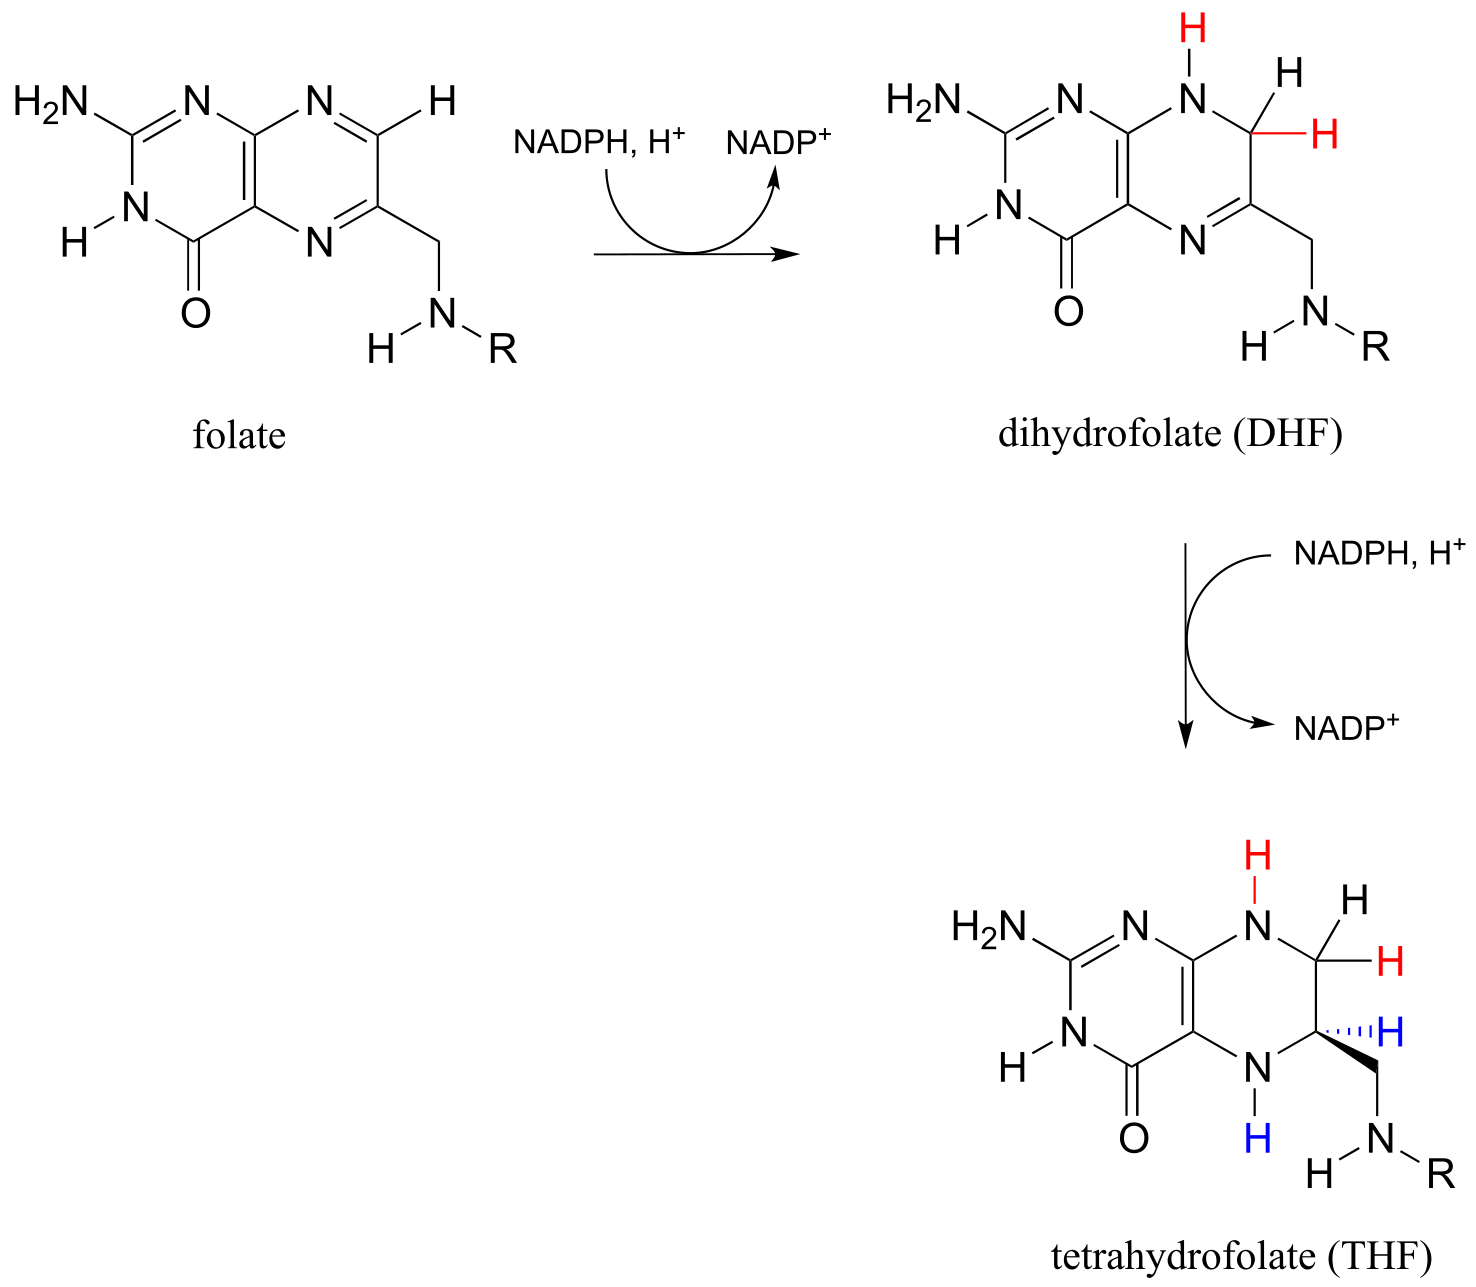 H₂N N N H
N
H N
O N
H R
folate
NADPH, H⁺ NADP⁺
H
H
H₂N N N
H
N
H N
O N
H R
dihydrofolate (DHF)
NADPH, H⁺
NADP⁺
H
H
H₂N N N
H
N H
H N
O H N
H R
tetrahydrofolate (THF)